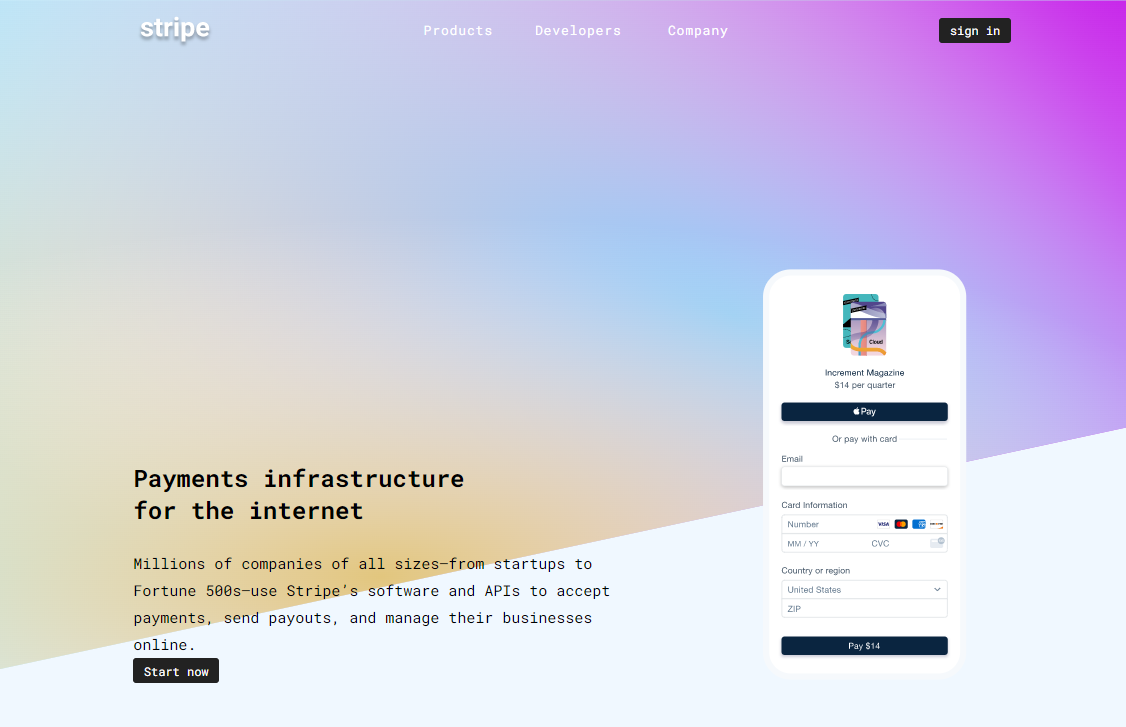 stripe
Products Developers Company
sign in
Payments infrastructure
for the internet
Millions of companies of all sizes—from startups to
Fortune 500s—use Stripe’s software and APIs to accept
payments, send payouts, and manage their businesses
online.
Start now
Cloud
Increment Magazine
$14 per quarter
Pay
Or pay with card
Email
Card Information
Number VISA
MM / YY CVC
Country or region
United States
ZIP
Pay $14